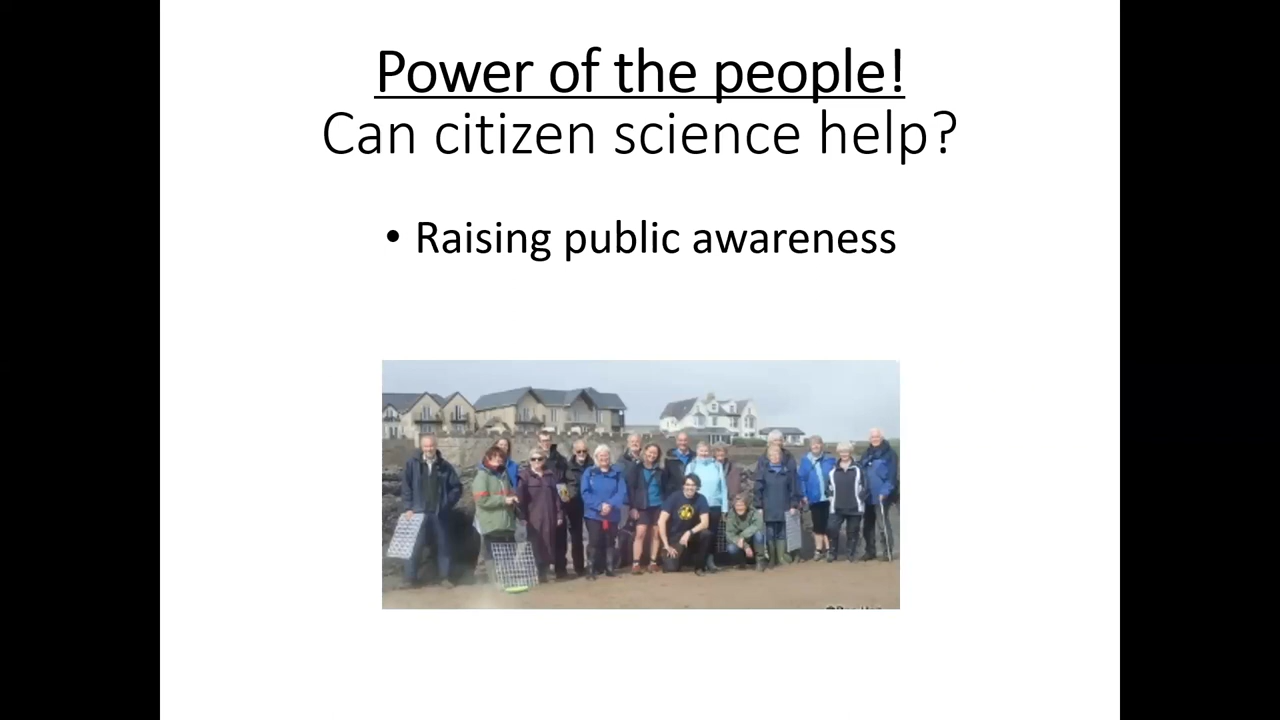 Power of the people!
Can citizen science help?
• Raising public awareness